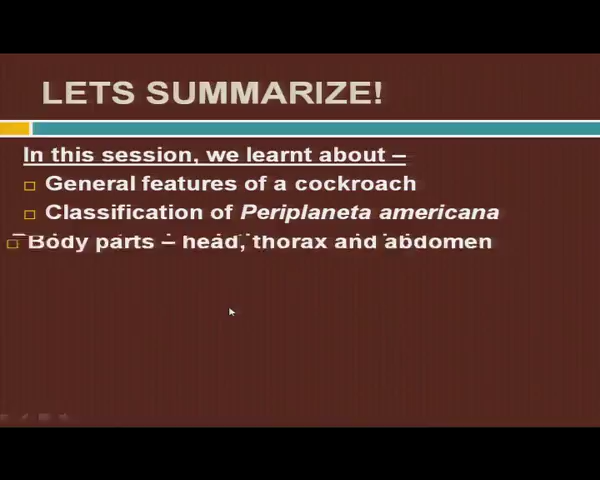 LETS SUMMARIZE!
In this session, we learnt about –
General features of a cockroach
Classification of Periplaneta americana
Body parts – head, thorax and abdomen